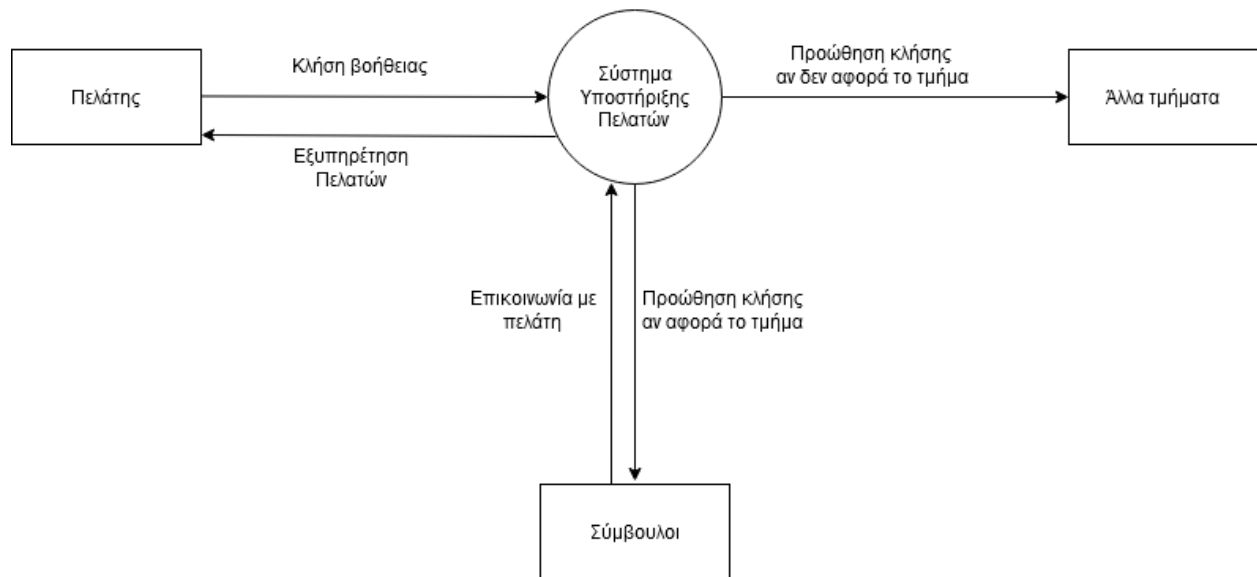 Πελάτης
Κλήση βοήθειας
Σύστημα
Υποστήριξης
Πελατών
Προώθηση κλήσης
αν δεν αφορά το τμήμα
Άλλα τμήματα
Εξυπηρέτηση
Πελατών
Επικοινωνία με
πελάτη
Προώθηση κλήσης
αν αφορά το τμήμα
Σύμβουλοι